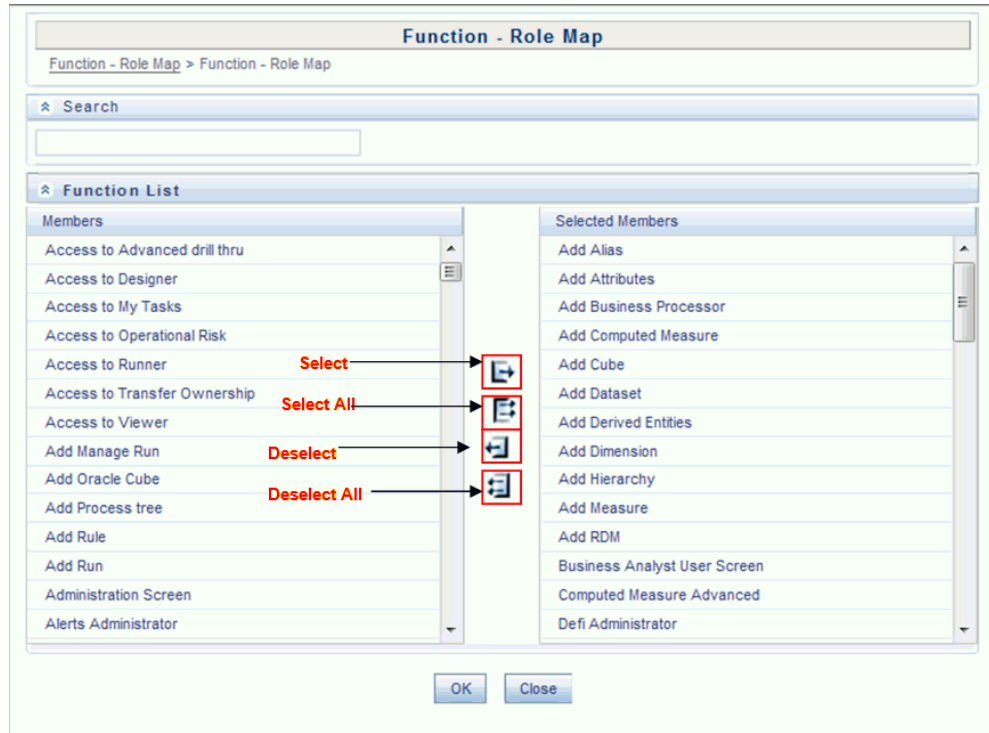 Function - Role Map
Function - Role Map > Function - Role Map
Search
Function List
Members
Access to Advanced drill thru
Access to Designer
Access to My Tasks
Access to Operational Risk
Access to Runner
Access to Transfer Ownership
Access to Viewer
Add Manage Run
Add Oracle Cube
Add Process tree
Add Rule
Add Run
Administration Screen
Alerts Administrator
Select
Select All
Deselect
Deselect All
Selected Members
Add Alias
Add Attributes
Add Business Processor
Add Computed Measure
Add Cube
Add Dataset
Add Derived Entities
Add Dimension
Add Hierarchy
Add Measure
Add RDM
Business Analyst User Screen
Computed Measure Advanced
Defi Administrator
OK
Close